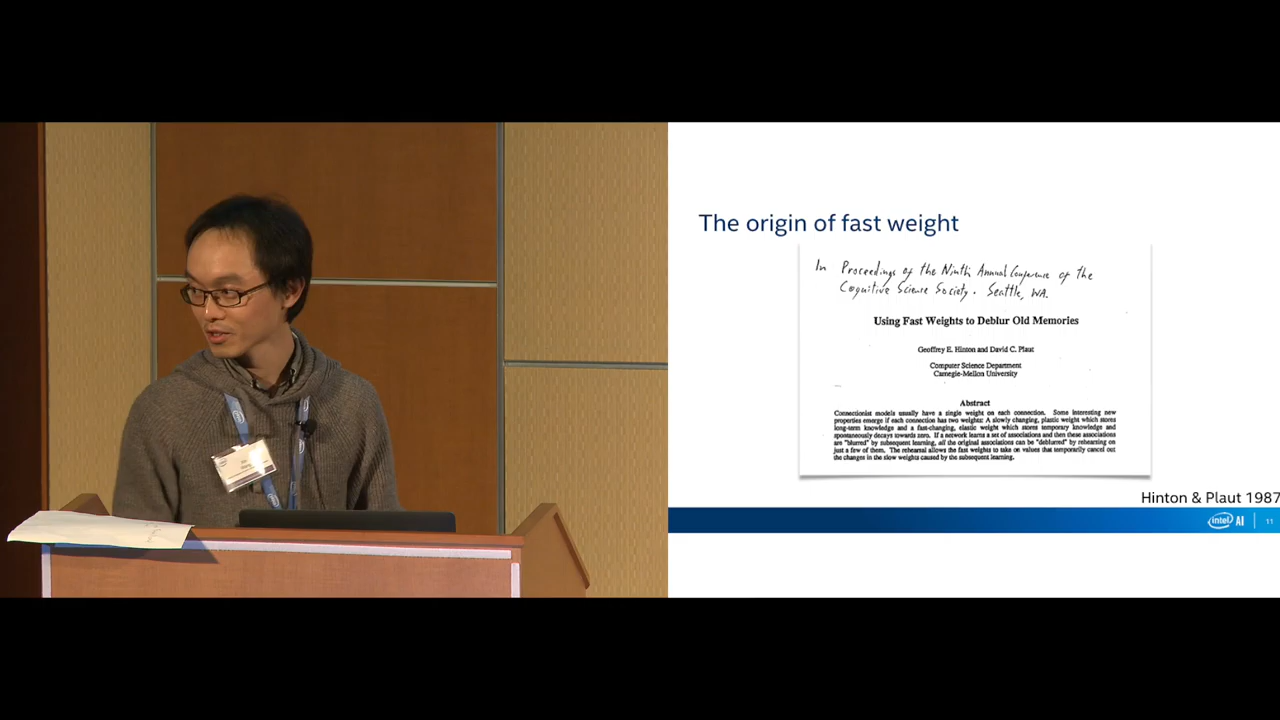 The origin of fast weight
In Proceedings of the Ninth Annual Conference of the
Cognitive Science Society. Seattle, WA.
Using Fast Weights to Deblur Old Memories
Geoffrey E. Hinton and David C. Plaut
Computer Science Department
Carnegie-Mellon University
Abstract
Connectionist models usually have a single weight on each connection. Some interesting new
properties emerge if each connection has two weights: A slowly changing, plastic weight which stores
long-term knowledge and a fast-changing, elastic weight which stores temporary knowledge and
spontaneously decays towards zero. If a network learns a set of associations and then these associations
are "blurred" by subsequent learning, all the original associations can be "deblurred" by rehearsing on
just a few of them. The rehearsal allows the fast weights to take on values that temporarily cancel out
the changes in the slow weights caused by the subsequent learning.
Hinton & Plaut 1987
intel AI 11